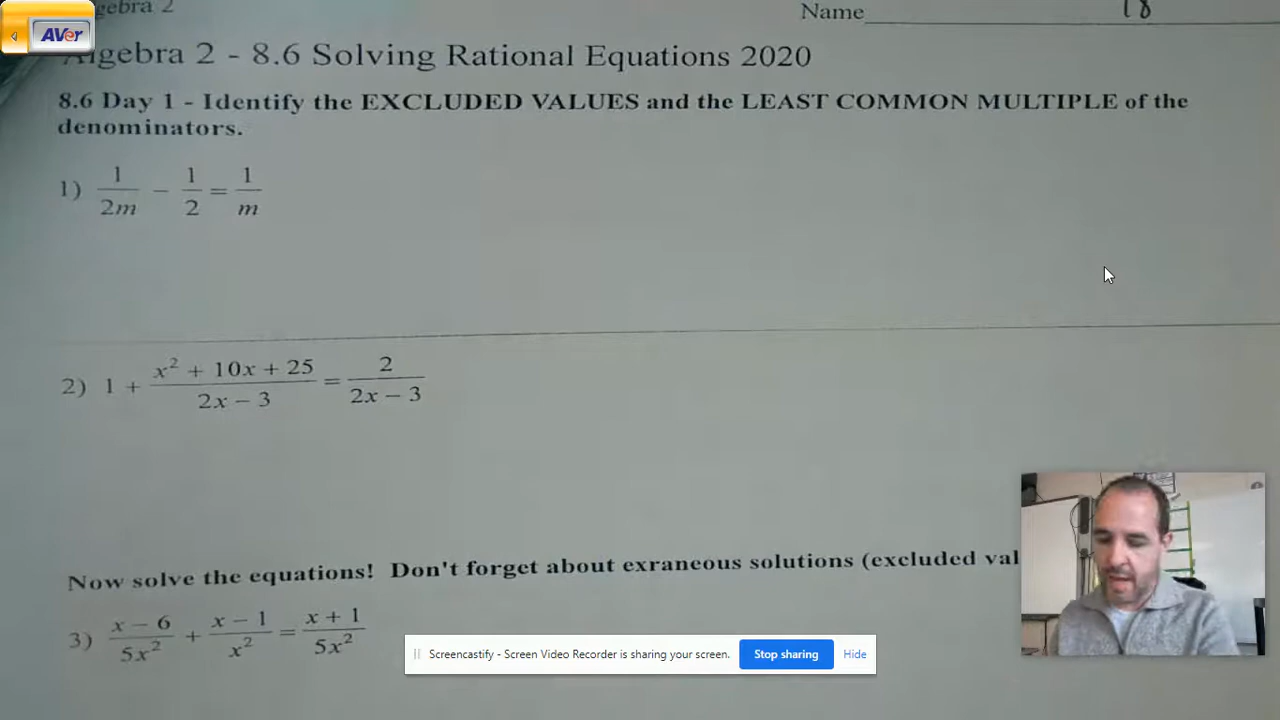 gebra 2
Name 18
AVer
Algebra 2 - 8.6 Solving Rational Equations 2020
8.6 Day 1 - Identify the EXCLUDED VALUES and the LEAST COMMON MULTIPLE of the
denominators.
1) 1/2m − 1/2 = 1/m
2) 1 + x² + 10x + 25/2x − 3 = 2/2x − 3
Now solve the equations! Don't forget about exraneous solutions (excluded val
3) x − 6/5x² + x − 1/x² = x + 1/5x²
Screencastify - Screen Video Recorder is sharing your screen.
Stop sharing
Hide